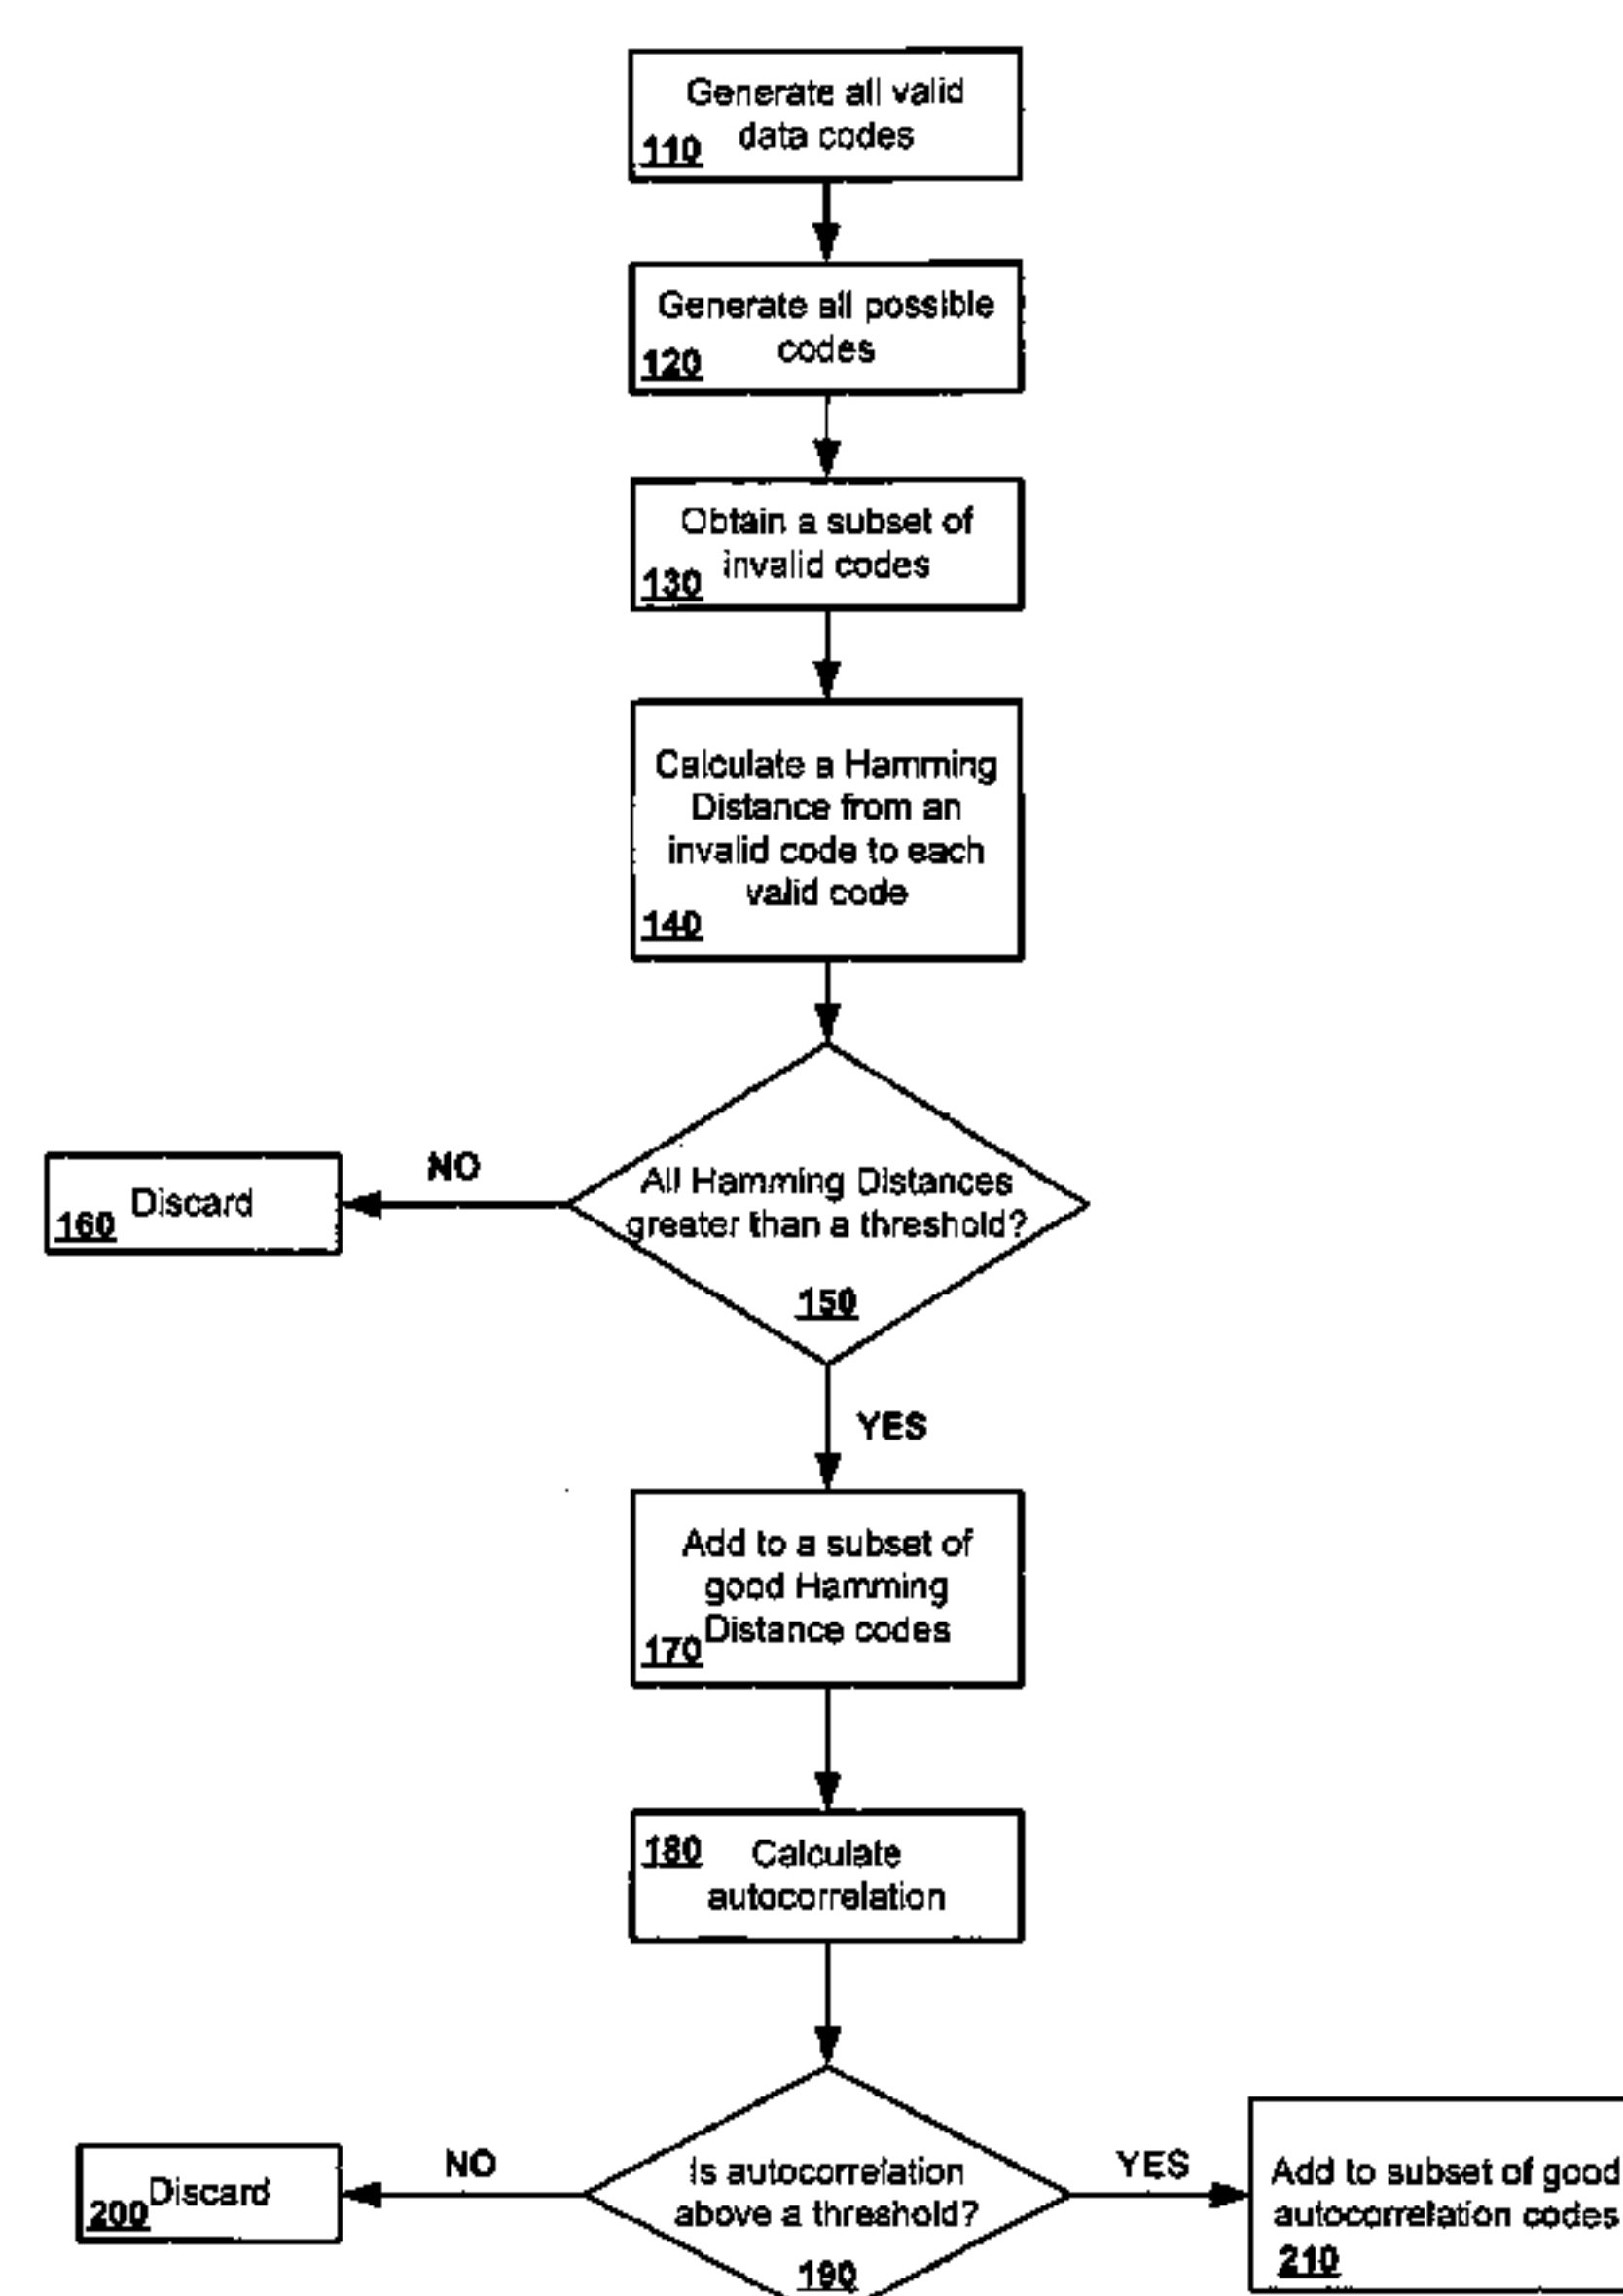 Generate all valid
data codes
110
Generate all possible
codes
120
Obtain a subset of
invalid codes
130
Calculate a Hamming
Distance from an
invalid code to each
valid code
140
All Hamming Distances
greater than a threshold?
150
NO
Discard
160
YES
Add to a subset of
good Hamming
Distance codes
170
180
Calculate
autocorrelation
Is autocorrelation
above a threshold?
190
NO
Discard
200
YES
Add to subset of good
autocorrelation codes
210